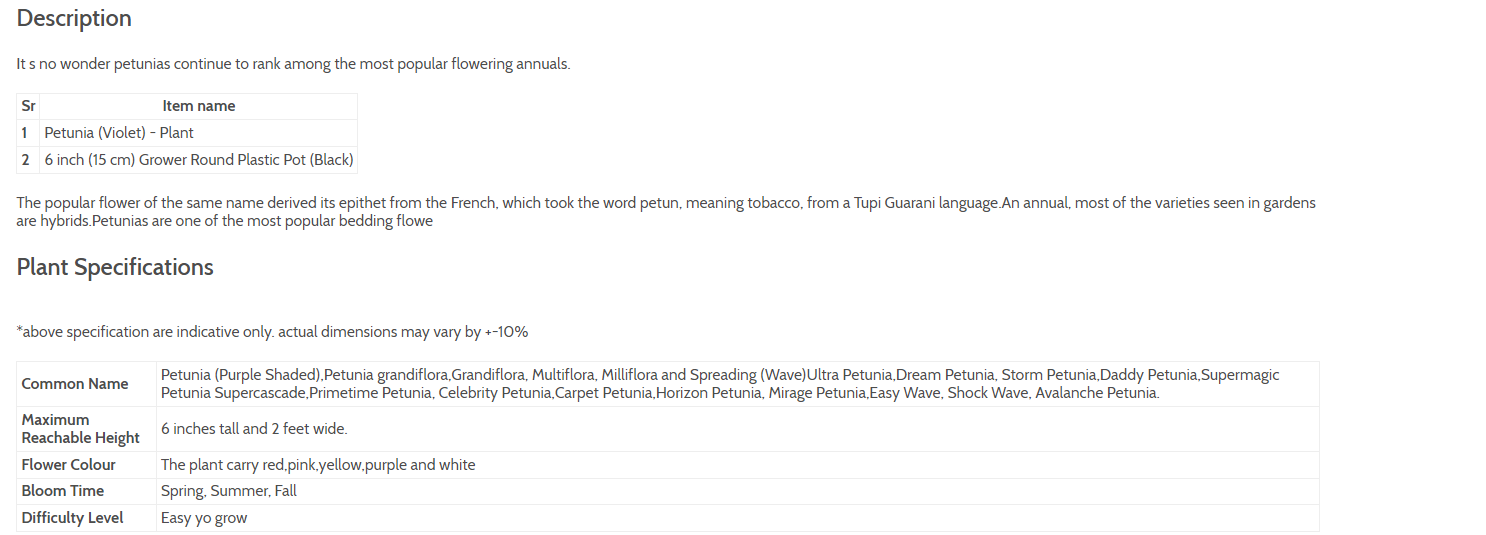 Description
It s no wonder petunias continue to rank among the most popular flowering annuals.
Sr Item name
1 Petunia (Violet) - Plant
2 6 inch (15 cm) Grower Round Plastic Pot (Black)
The popular flower of the same name derived its epithet from the French, which took the word petun, meaning tobacco, from a Tupi Guarani language.An annual, most of the varieties seen in gardens
are hybrids.Petunias are one of the most popular bedding flowe
Plant Specifications
*above specification are indicative only. actual dimensions may vary by +-10%
Common Name Petunia (Purple Shaded),Petunia grandiflora,Grandiflora, Multiflora, Milliflora and Spreading (Wave)Ultra Petunia,Dream Petunia, Storm Petunia,Daddy Petunia,Supermagic
Petunia Supercascade,Primetime Petunia, Celebrity Petunia,Carpet Petunia,Horizon Petunia, Mirage Petunia,Easy Wave, Shock Wave, Avalanche Petunia.
Maximum
Reachable Height 6 inches tall and 2 feet wide.
Flower Colour The plant carry red,pink,yellow,purple and white
Bloom Time Spring, Summer, Fall
Difficulty Level Easy yo grow